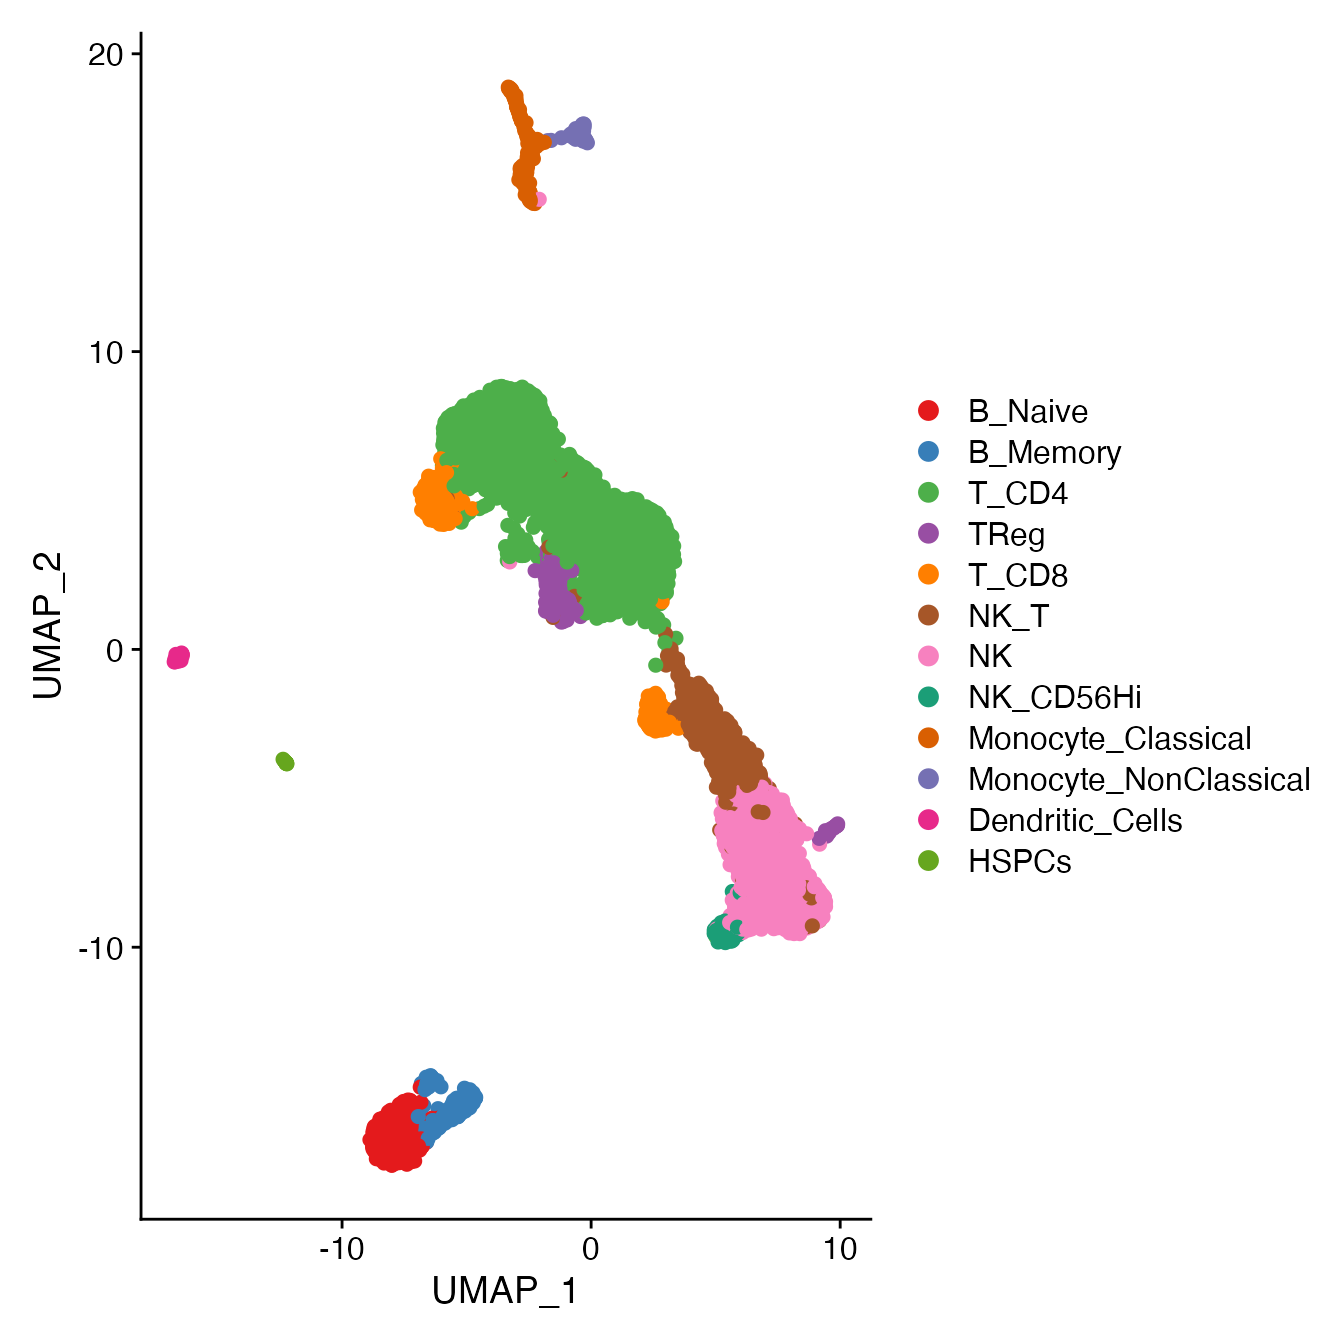 20
10
0
-10
UMAP_2
-10
0
10
UMAP_1
B_Naive
B_Memory
T_CD4
TReg
T_CD8
NK_T
NK
NK_CD56Hi
Monocyte_Classical
Monocyte_NonClassical
Dendritic_Cells
HSPCs